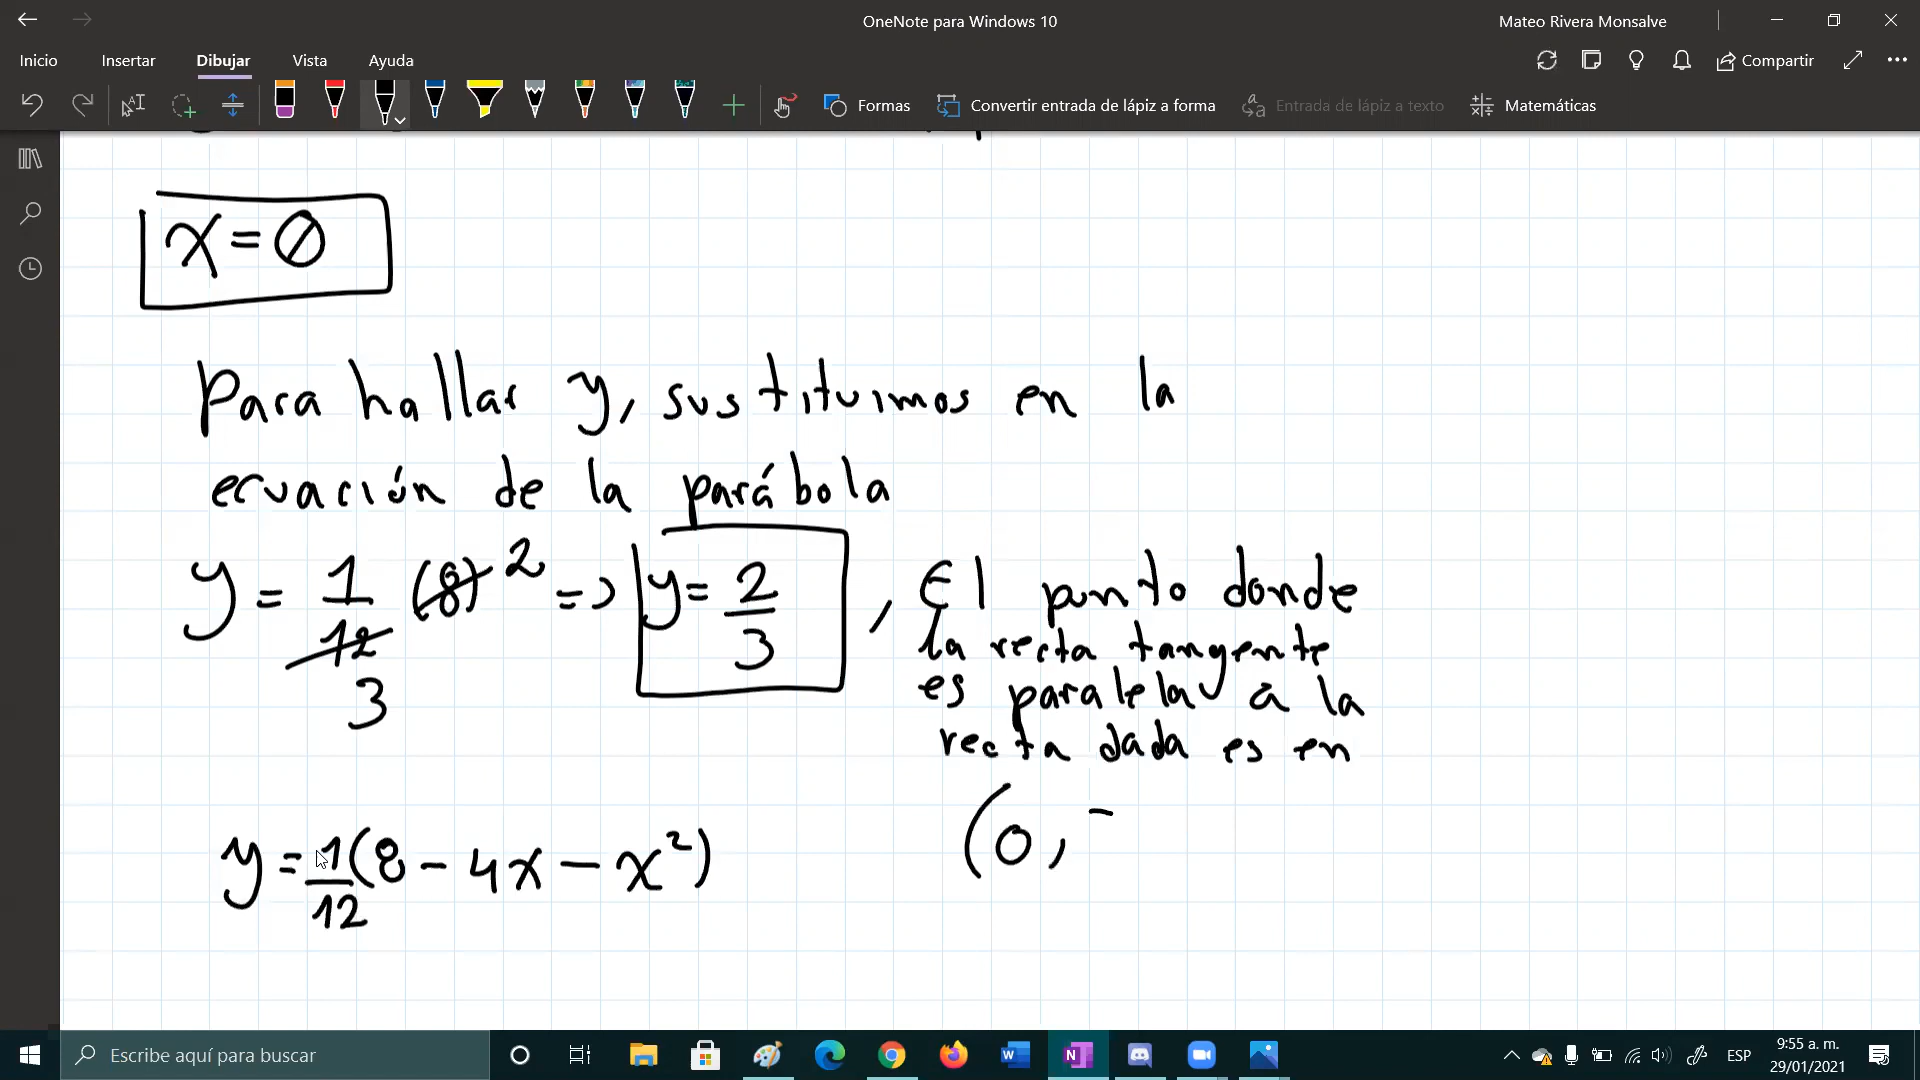 OneNote para Windows 10
Mateo Rivera Monsalve
Inicio Insertar Dibujar Vista Ayuda
Compartir
Formas Convertir entrada de lápiz a forma Entrada de lápiz a texto Matemáticas
x=0
Para hallar y, sustituimos en la
ecuación de la parábola
y = 1/12 (8) 2 => y= 2/3 , El punto donde
3
la recta tangente
es paralela a la
recta dada es en
(0,
y = 1/12 (8 - 4x - x²)
Escribe aquí para buscar
ESP
9:55 a. m.
29/01/2021